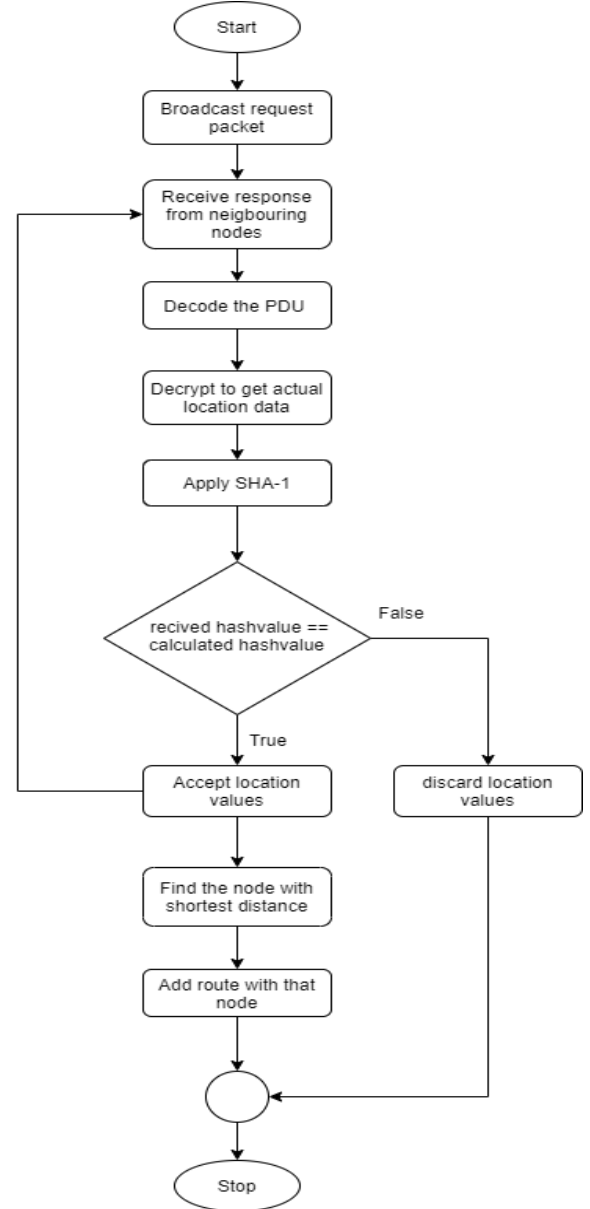 Start
Broadcast request
packet
Receive response
from neigbouring
nodes
Decode the PDU
Decrypt to get actual
location data
Apply SHA-1
recived hashvalue ==
calculated hashvalue
False
True
Accept location
values
discard location
values
Find the node with
shortest distance
Add route with that
node
Stop